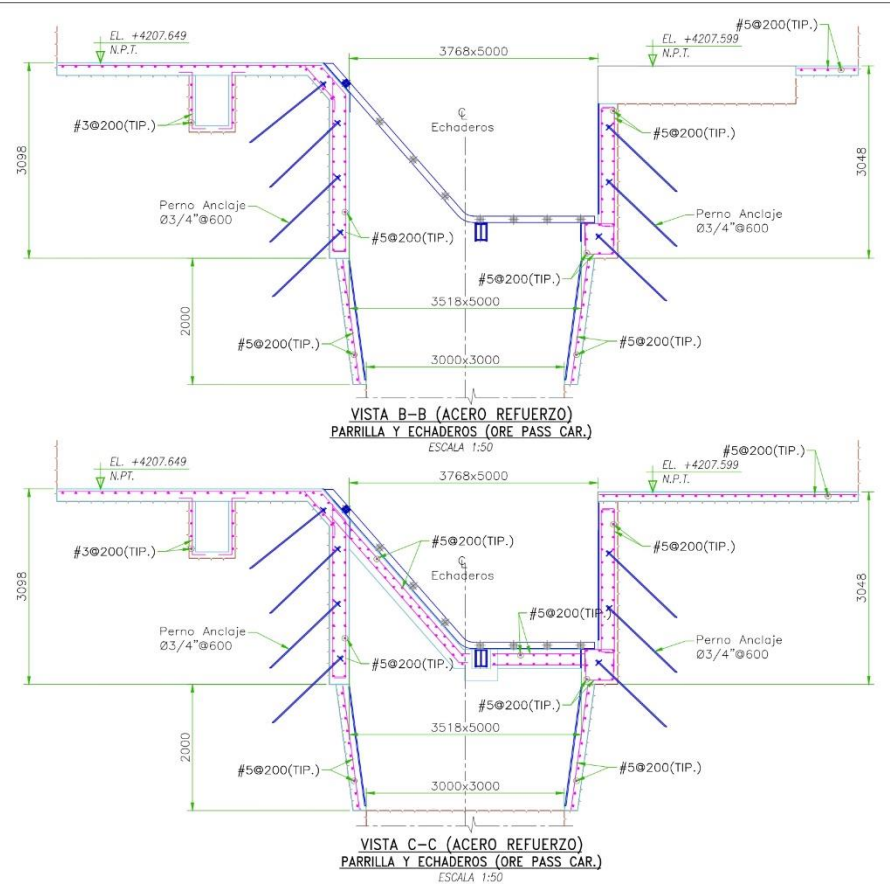 #5@200(TIP.)
EL. +4207.649
N.P.T.
3768x5000
EL. +4207.599
N.P.T.
℄
Echaderos
#3@200(TIP.)
#5@200(TIP.)
3098
3048
Perno Anclaje
Ø3/4"@600
Perno Anclaje
Ø3/4"@600
#5@200(TIP.)
#5@200(TIP.)
3518x5000
2000
#5@200(TIP.)
#5@200(TIP.)
3000x3000
VISTA B-B (ACERO REFUERZO)
PARRILLA Y ECHADEROS (ORE PASS CAR.)
ESCALA 1:50
#5@200(TIP.)
EL. +4207.649
N.PT.
3768x5000
EL. +4207.599
N.P.T.
#5@200(TIP.)
℄
Echaderos
#3@200(TIP.)
#5@200(TIP.)
3098
3048
#5@200(TIP.)
Perno Anclaje
Ø3/4"@600
Perno Anclaje
Ø3/4"@600
#5@200(TIP.)
#5@200(TIP.)
3518x5000
2000
#5@200(TIP.)
#5@200(TIP.)
3000x3000
VISTA C-C (ACERO REFUERZO)
PARRILLA Y ECHADEROS (ORE PASS CAR.)
ESCALA 1:50